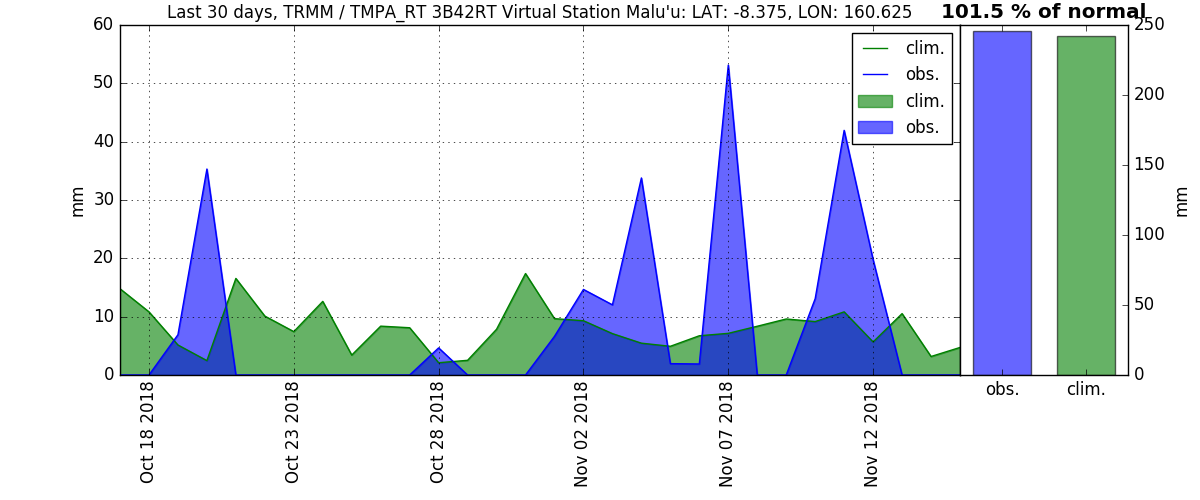 Last 30 days, TRMM / TMPA_RT 3B42RT Virtual Station Malu'u: LAT: -8.375, LON: 160.625
101.5 % of normal
60
50
40
30
20
10
0
mm
clim.
obs.
clim.
obs.
Oct 18 2018
Oct 23 2018
Oct 28 2018
Nov 02 2018
Nov 07 2018
Nov 12 2018
250
200
150
100
50
0
mm
obs.
clim.